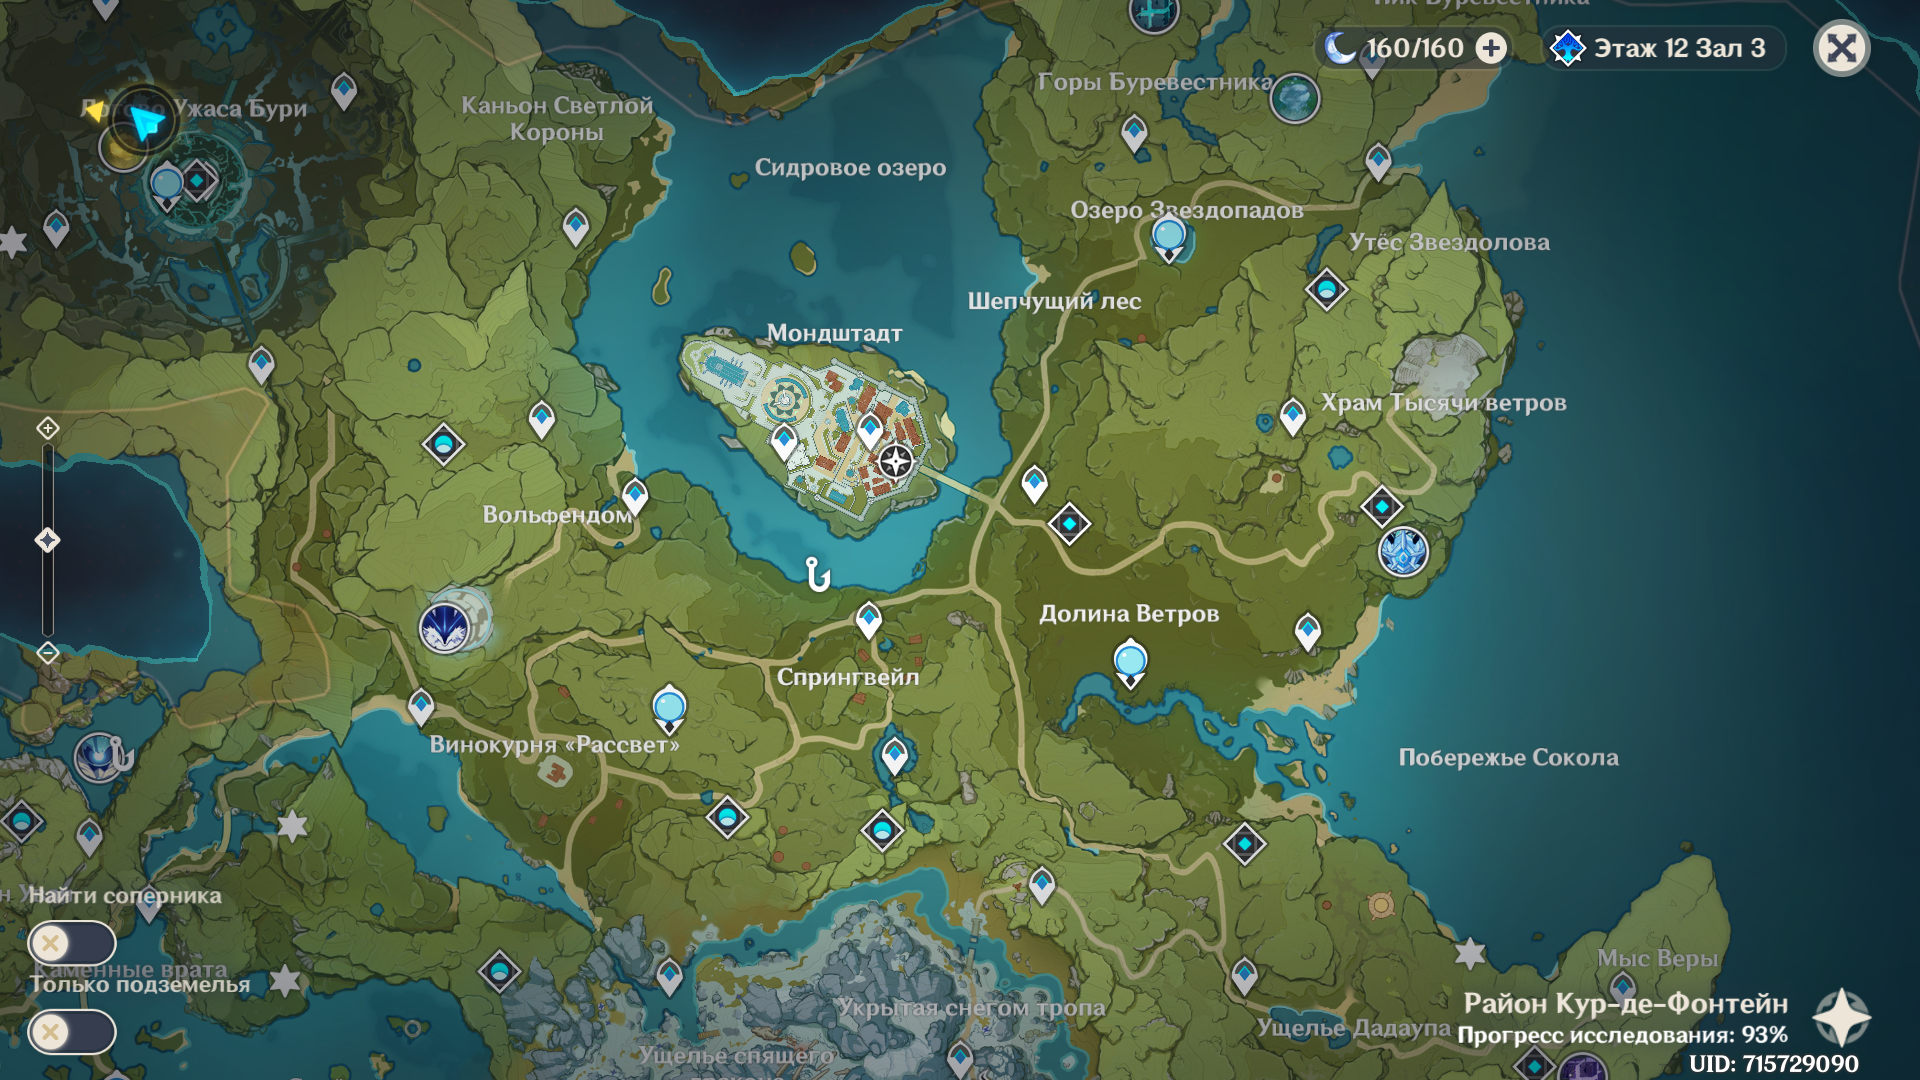 160/160
Этаж 12 Зал 3
Горы Буревестника
Ужаса Бури
Каньон Светлой
Короны
Сидровое озеро
Озеро Звездопадов
Утёс Звездолова
Шепчущий лес
Мондштадт
Храм Тысячи ветров
Вольфендом
Долина Ветров
Спрингвейл
Винокурня «Рассвет»
Побережье Сокола
Найти соперника
Каменные врата
Только подземелья
Мыс Веры
Укрытая снегом тропа
Район Кур-де-Фонтейн
Ущелье Дадаупа
Прогресс исследования: 93%
Ущелье спящего
UID: 715729090